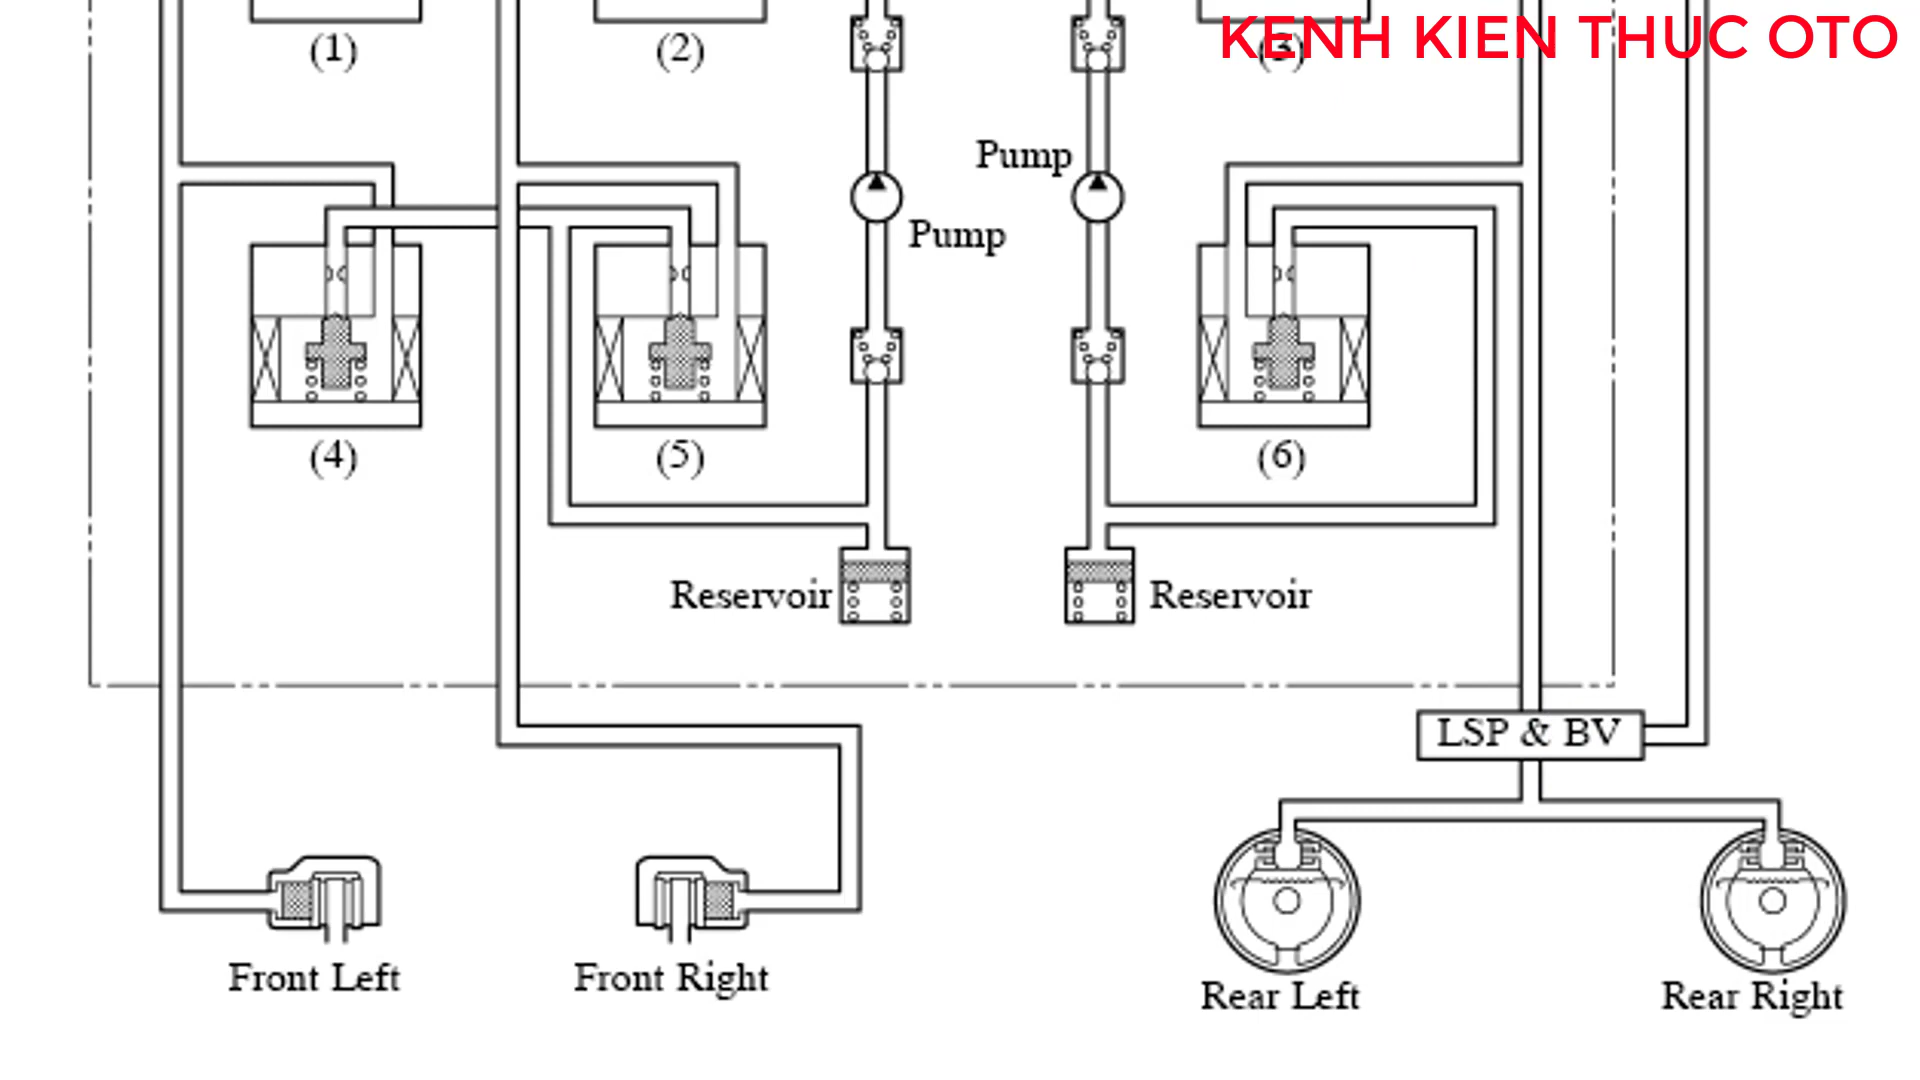 KENH KIEN THUC OTO
(1)
(2)
(3)
Pump
Pump
(4)
(5)
(6)
Reservoir
Reservoir
LSP & BV
Front Left
Front Right
Rear Left
Rear Right